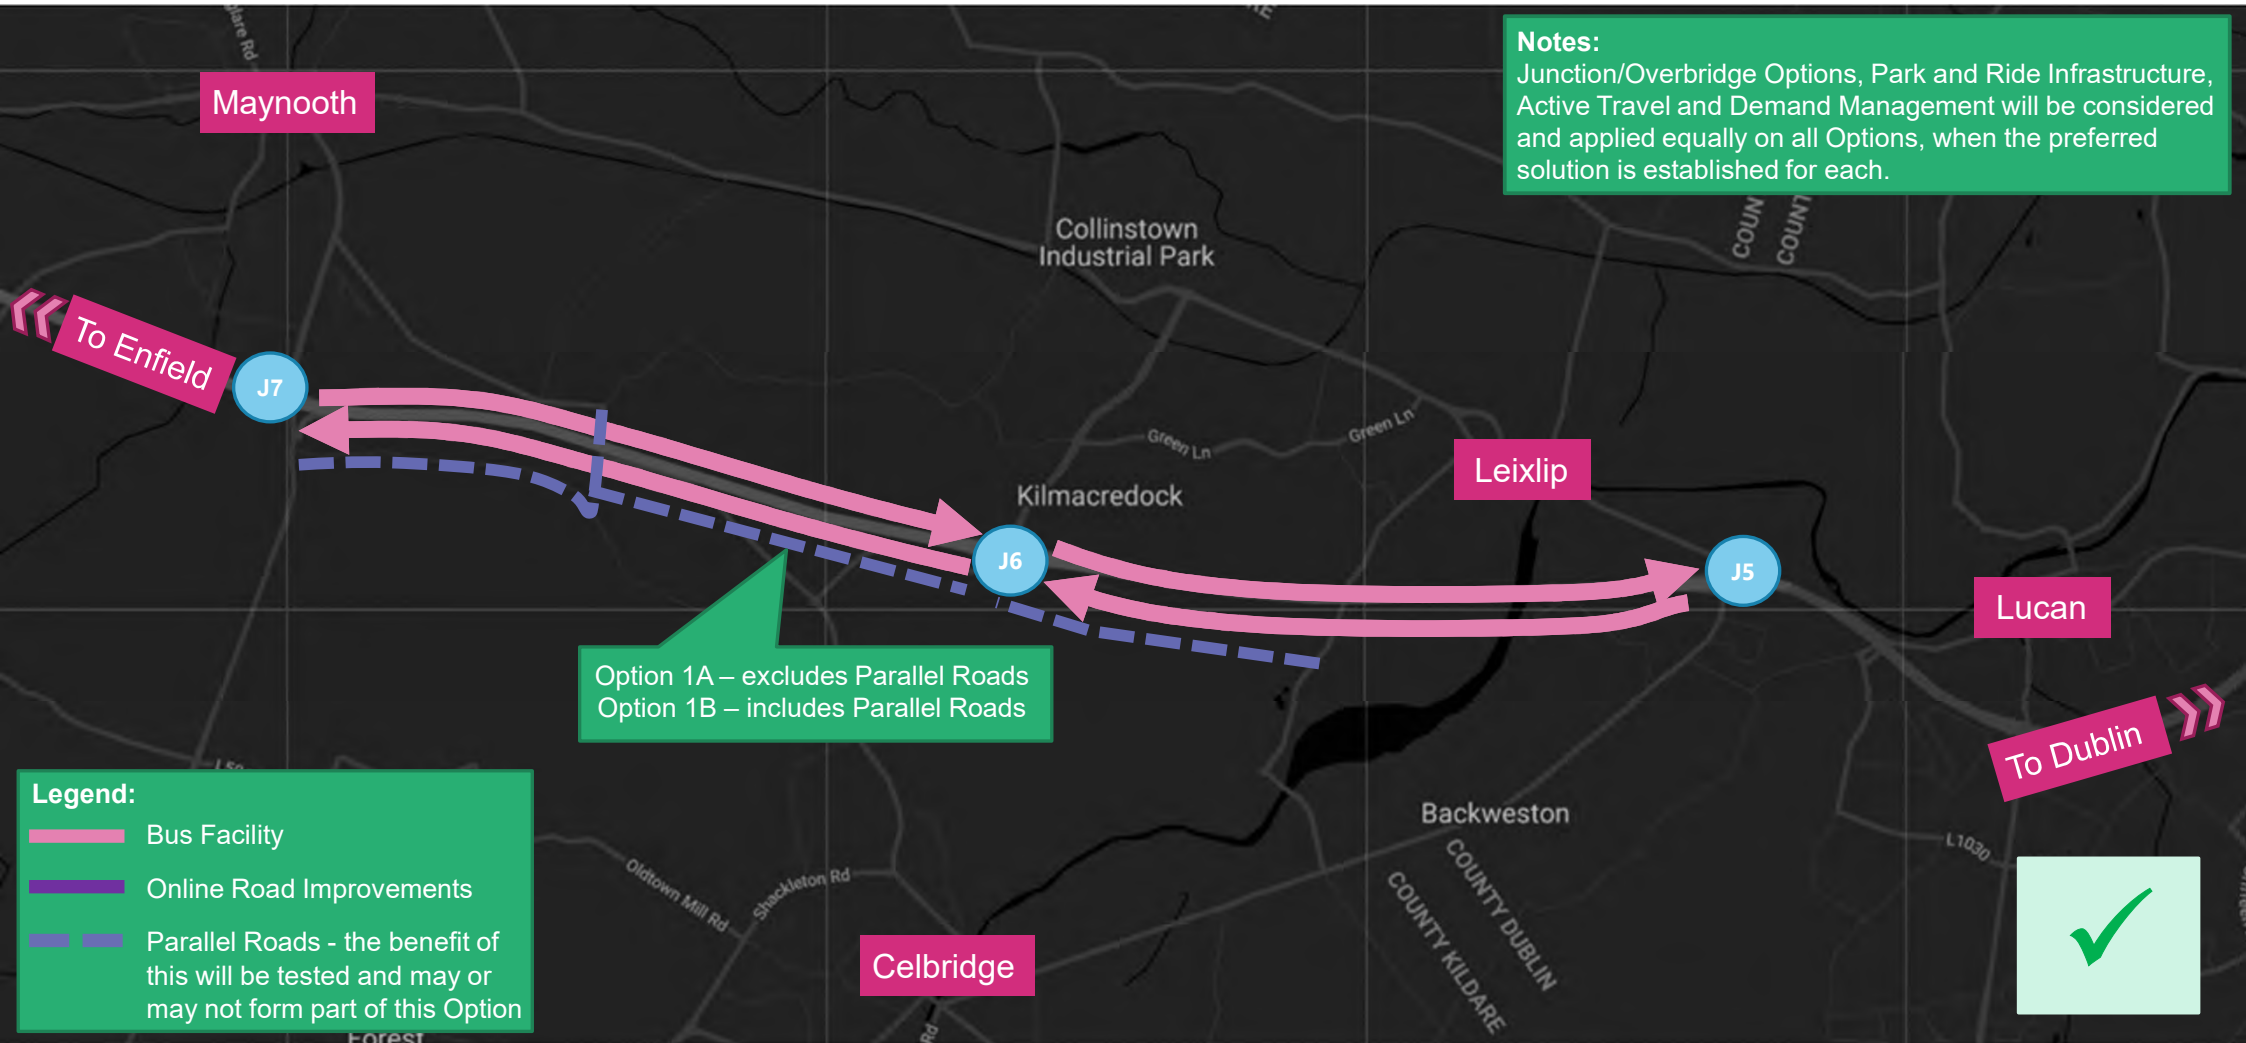 Maynooth
Notes:
Junction/Overbridge Options, Park and Ride Infrastructure,
Active Travel and Demand Management will be considered
and applied equally on all Options, when the preferred
solution is established for each.
Collinstown
Industrial Park
To Enfield
J7
Green Ln
Green Ln
Leixlip
Kilmacredock
J6
J5
Lucan
Option 1A – excludes Parallel Roads
Option 1B – includes Parallel Roads
To Dublin
Legend:
Bus Facility
Online Road Improvements
Parallel Roads - the benefit of
this will be tested and may or
may not form part of this Option
Backweston
L1030
Oldtown Mill Rd
Shackleton Rd
COUNTY DUBLIN
COUNTY KILDARE
Celbridge
Rd
Forest